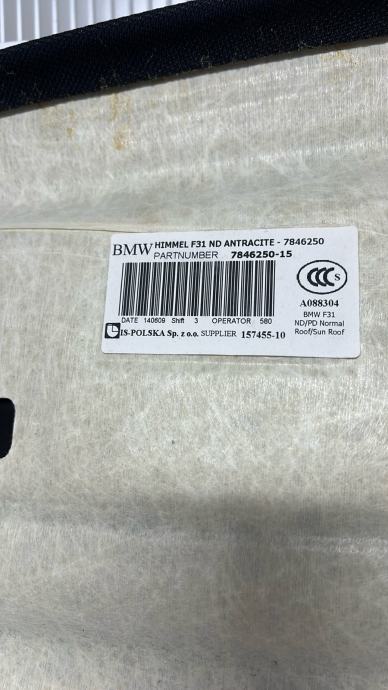 BMW HIMMEL F31 ND ANTRACITE - 7846250
PARTNUMBER 7846250-15
CCC S
A088304
DATE 140609 Shift 3 OPERATOR 580
BMW F31
ND/PD Normal
Roof/Sun Roof
IS-POLSKA Sp. z o.o. SUPPLIER 157455-10